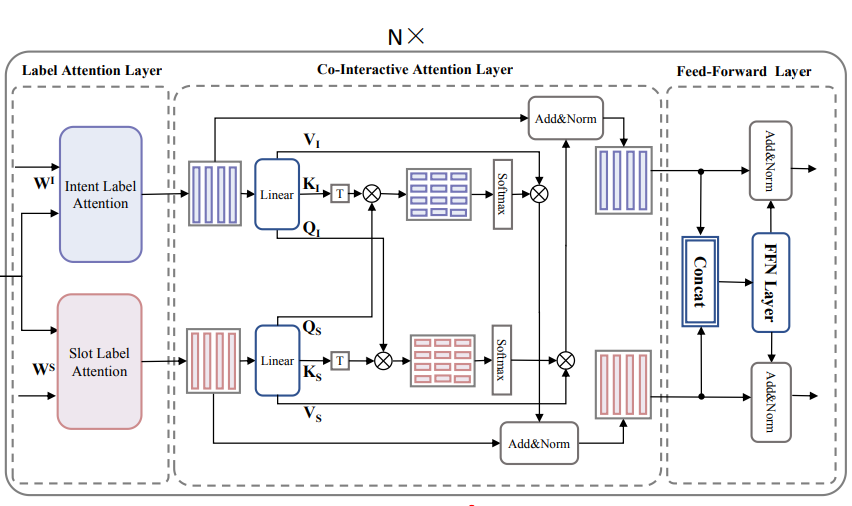 N×
Label Attention Layer
Co-Interactive Attention Layer
Feed-Forward Layer
Add&Norm
Add&Norm
V_I
W^I
Intent Label
Attention
Linear
K_I
T
Softmax
Q_I
Concat
FFN Layer
Q_S
Slot Label
Attention
W^S
Linear
K_S
T
Softmax
V_S
Add&Norm
Add&Norm